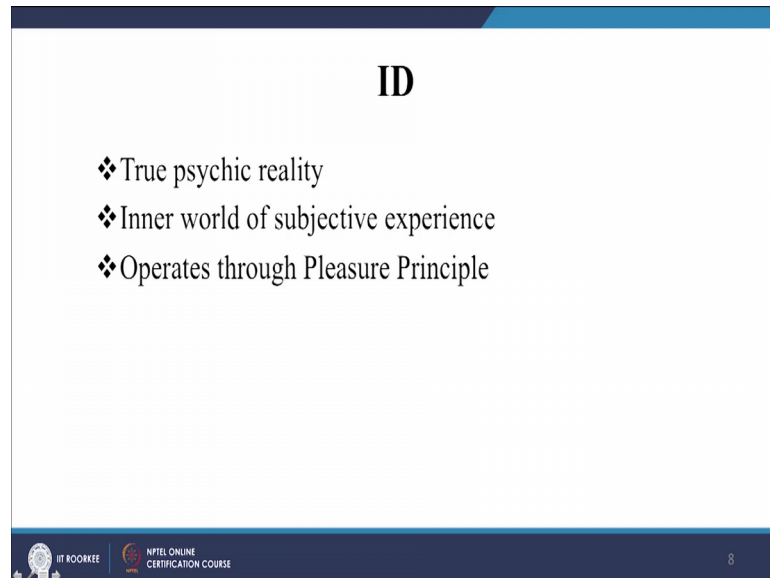 ID
❖True psychic reality
❖Inner world of subjective experience
❖Operates through Pleasure Principle
IIT ROORKEE
NPTEL ONLINE
CERTIFICATION COURSE
NPTEL
8